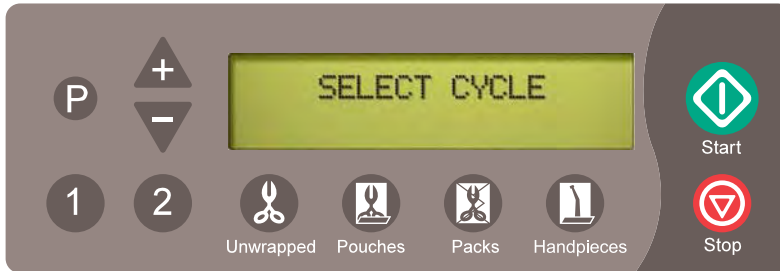 P
+
−
SELECT CYCLE
Start
1
2
Unwrapped
Pouches
Packs
Handpieces
Stop